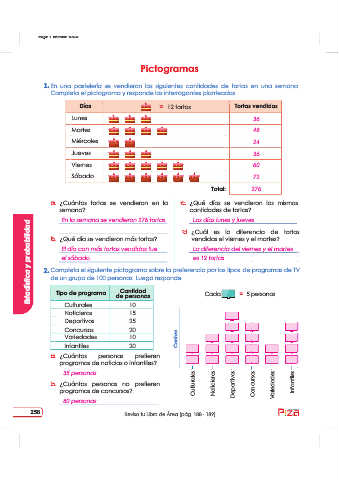 Pictogramas
1. En una pastelería se vendieron las siguientes cantidades de tortas en una semana.
Completa el pictograma y responde las interrogantes planteadas.
Días = 12 tortas Tortas vendidas
Lunes 36
Martes 48
Miércoles 24
Jueves 36
Viernes 60
Sábado 72
Total: 276
a. ¿Cuántas tortas se vendieron en la
semana?
En la semana se vendieron 276 tortas.
b. ¿Qué día se vendieron más tortas?
El día con más tortas vendidas fue
el sábado.
c. ¿Qué días se vendieron las mismas
cantidades de tortas?
Los días lunes y jueves
d. ¿Cuál es la diferencia de tortas
vendidas el viernes y el martes?
La diferencia del viernes y el martes
es 12 tortas
2. Completa el siguiente pictograma sobre la preferencia por los tipos de programas de TV
de un grupo de 100 personas. Luego responde.
Tipo de programa Cantidad
de personas
Culturales 10
Noticieros 15
Deportivos 25
Concursos 20
Variedades 10
Infantiles 20
a. ¿Cuántas personas prefieren
programas de noticias o infantiles?
35 personas
b. ¿Cuántas personas no prefieren
programas de concursos?
80 personas
Cada = 5 personas
Culturales
Noticieros
Deportivos
Concursos
Variedades
Infantiles
Estadística y probabilidad
258
Revisa tu Libro de Área (pág. 188 - 189)